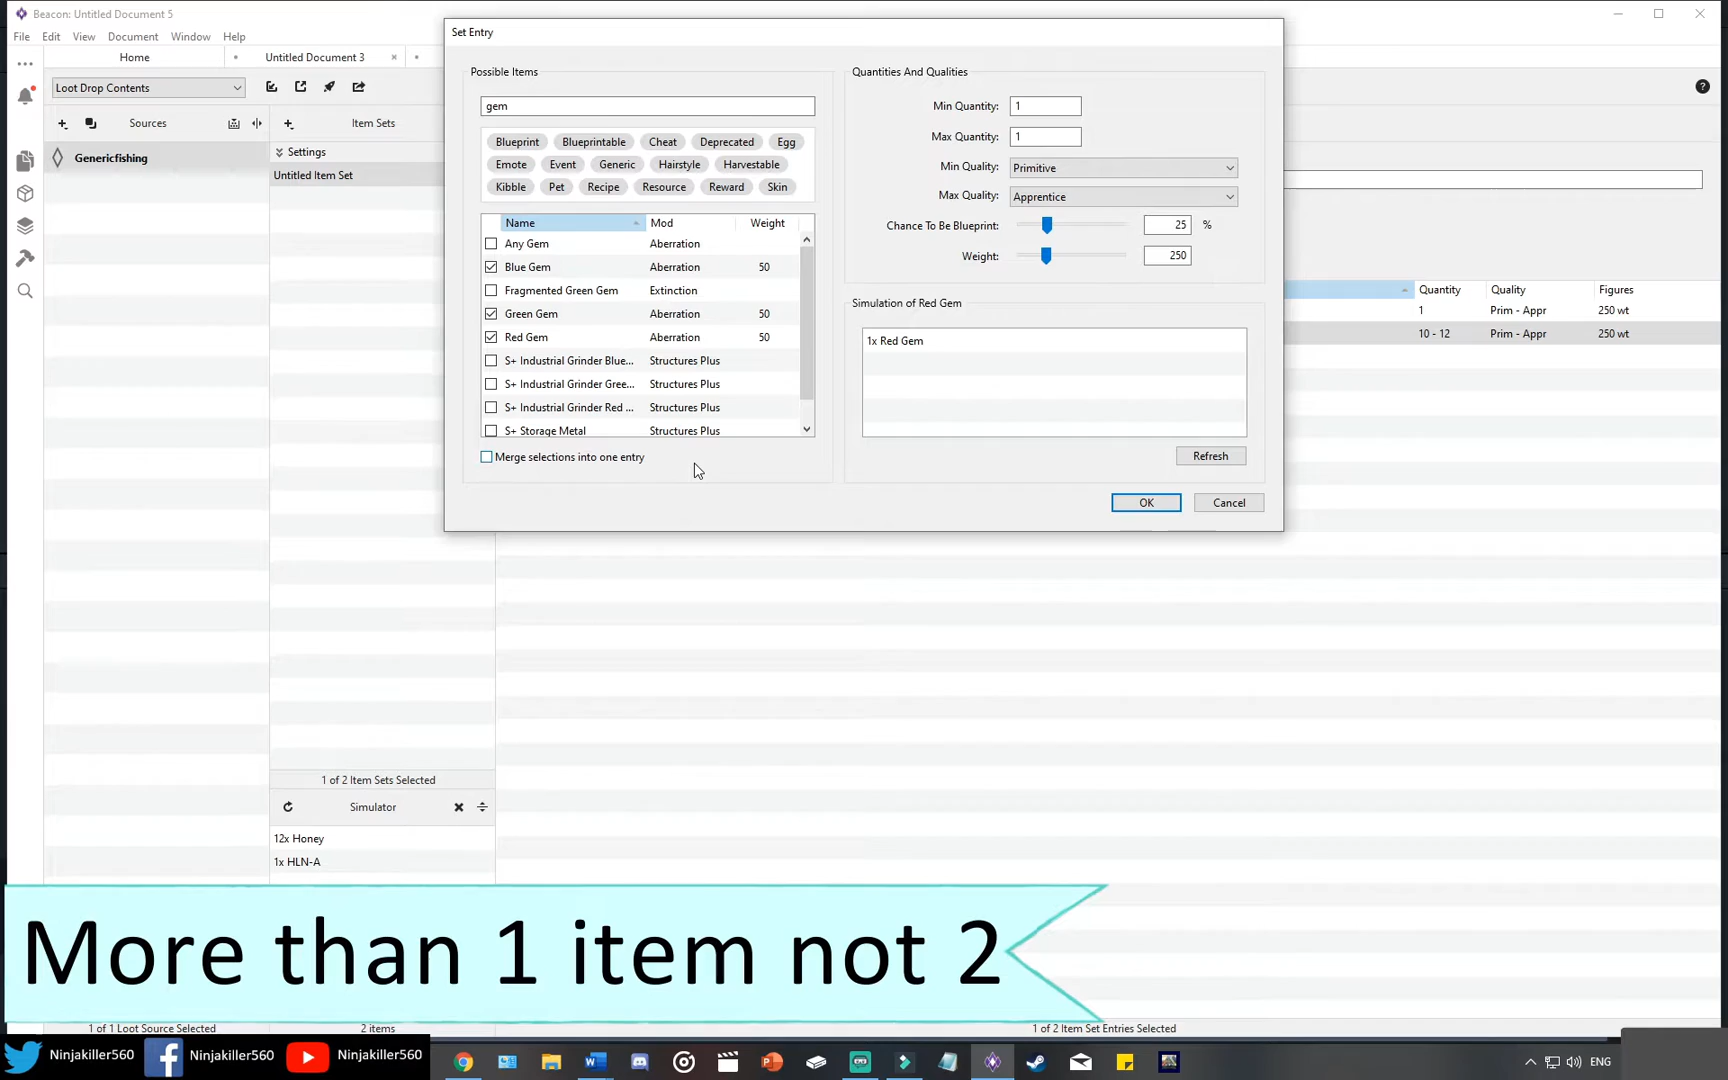 Beacon: Untitled Document 5
File Edit View Document Window Help
Home
Untitled Document 3
Loot Drop Contents
Sources
Item Sets
Genericfishing
Settings
Untitled Item Set
1 of 2 Item Sets Selected
Simulator
12x Honey
1x HLN-A
Set Entry
Possible Items
gem
Blueprint Blueprintable Cheat Deprecated Egg
Emote Event Generic Hairstyle Harvestable
Kibble Pet Recipe Resource Reward Skin
Name Mod Weight
Any Gem Aberration
Blue Gem Aberration 50
Fragmented Green Gem Extinction
Green Gem Aberration 50
Red Gem Aberration 50
S+ Industrial Grinder Blue... Structures Plus
S+ Industrial Grinder Gree... Structures Plus
S+ Industrial Grinder Red ... Structures Plus
S+ Storage Metal Structures Plus
Merge selections into one entry
Quantities And Qualities
Min Quantity: 1
Max Quantity: 1
Min Quality: Primitive
Max Quality: Apprentice
Chance To Be Blueprint: 25 %
Weight: 250
Simulation of Red Gem
1x Red Gem
Refresh
OK Cancel
Quantity Quality Figures
1 Prim - Appr 250 wt
10 - 12 Prim - Appr 250 wt
More than 1 item not 2
1 of 1 Loot Source Selected
2 items
1 of 2 Item Set Entries Selected
Ninjakiller560 Ninjakiller560 Ninjakiller560
ENG